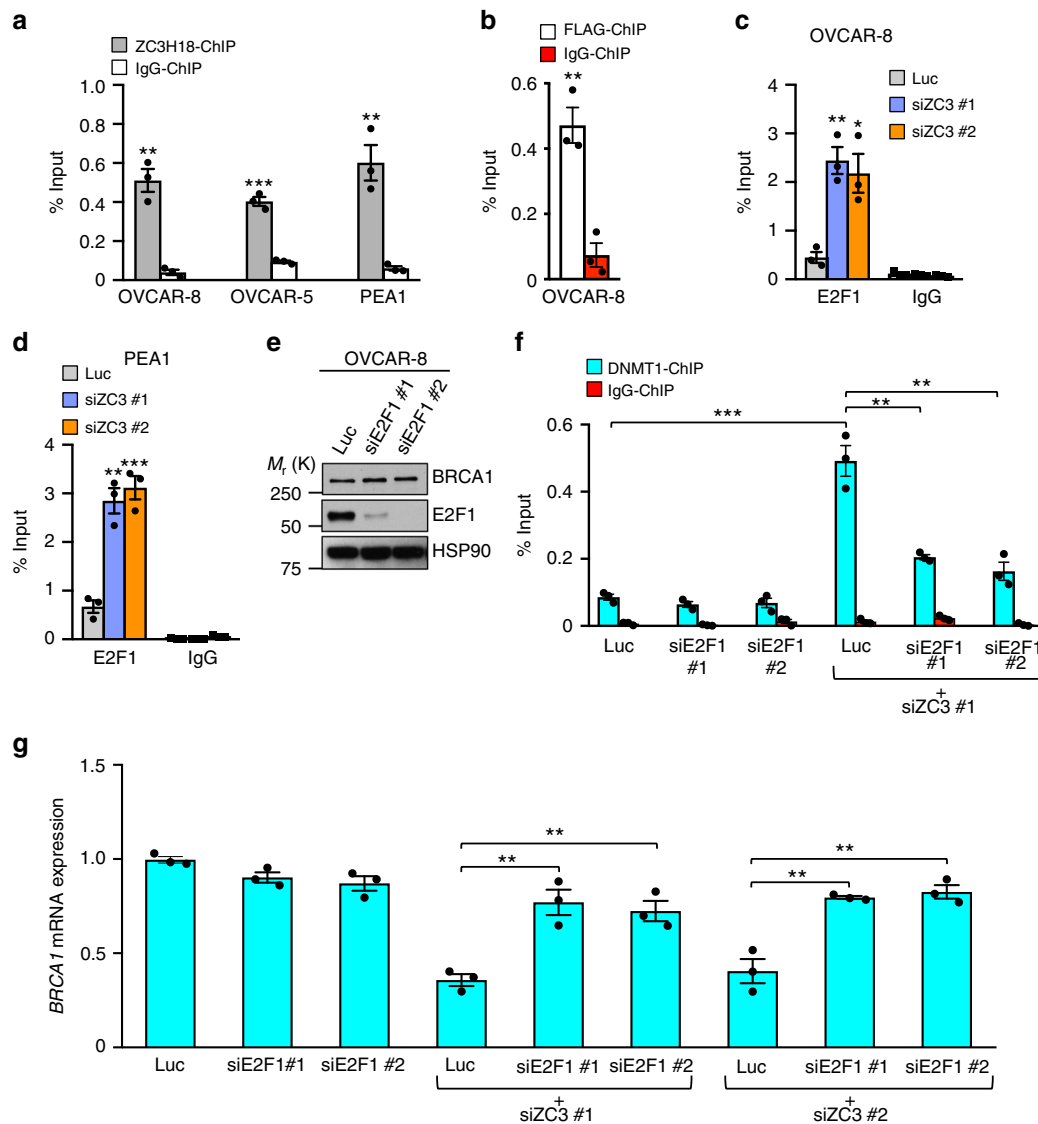 a
ZC3H18-ChIP
IgG-ChIP
1.0
0.8
0.6
0.4
0.2
0
% Input
**
***
**
OVCAR-8
OVCAR-5
PEA1
b
FLAG-ChIP
IgG-ChIP
0.6
0.4
0.2
0
% Input
**
OVCAR-8
c
OVCAR-8
Luc
siZC3 #1
siZC3 #2
4
3
2
1
0
% Input
**
*
E2F1
IgG
d
PEA1
Luc
siZC3 #1
siZC3 #2
4
3
2
1
0
% Input
**
***
E2F1
IgG
e
OVCAR-8
Luc
siE2F1 #1
siE2F1 #2
Mr (K)
250
50
75
BRCA1
E2F1
HSP90
f
DNMT1-ChIP
IgG-ChIP
0.6
0.4
0.2
0
% Input
***
**
**
Luc
siE2F1 #1
siE2F1 #2
Luc
siE2F1 #1
siE2F1 #2
+
siZC3 #1
g
1.5
1.0
0.5
0
BRCA1 mRNA expression
**
**
**
**
Luc
siE2F1#1
siE2F1 #2
Luc
siE2F1 #1
siE2F1 #2
Luc
siE2F1 #1
siE2F1 #2
+
siZC3 #1
+
siZC3 #2